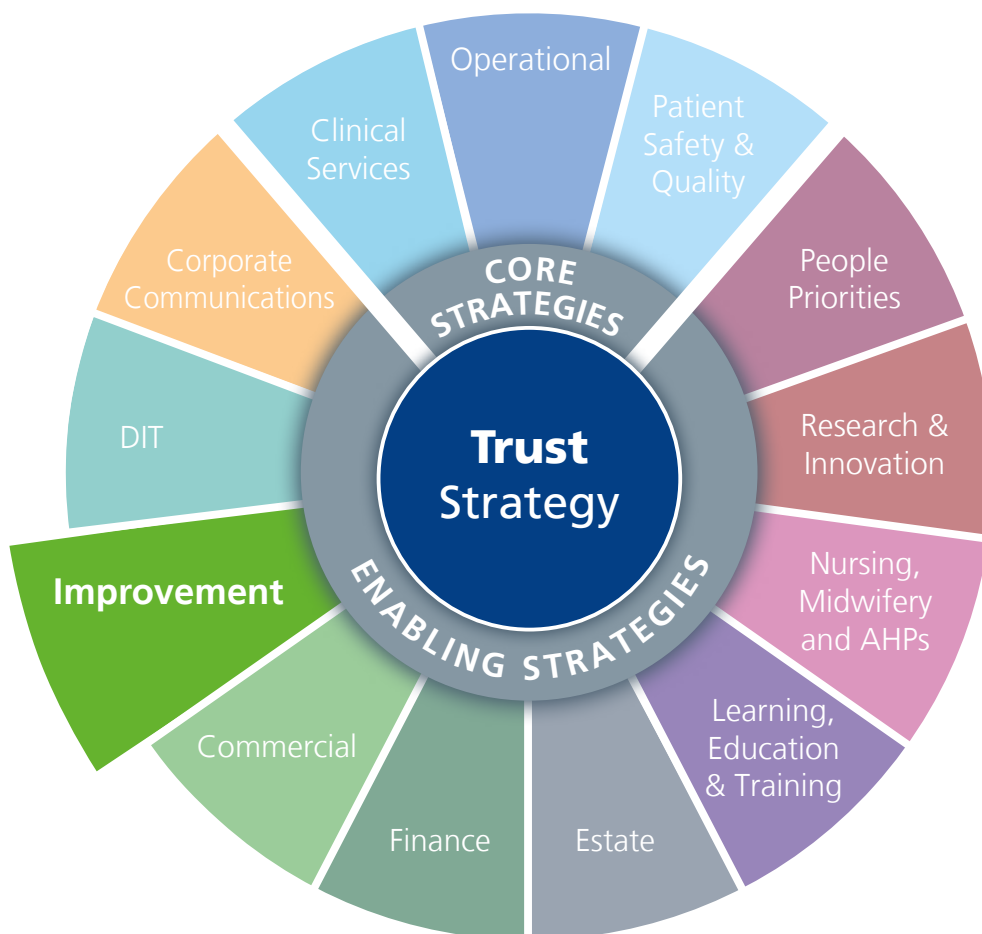 Operational
Patient
Safety &
Quality
People
Priorities
Research &
Innovation
Nursing,
Midwifery
and AHPs
Learning,
Education
& Training
Estate
Finance
Commercial
Improvement
DIT
Corporate
Communications
Clinical
Services
CORE
STRATEGIES
Trust
Strategy
ENABLING STRATEGIES